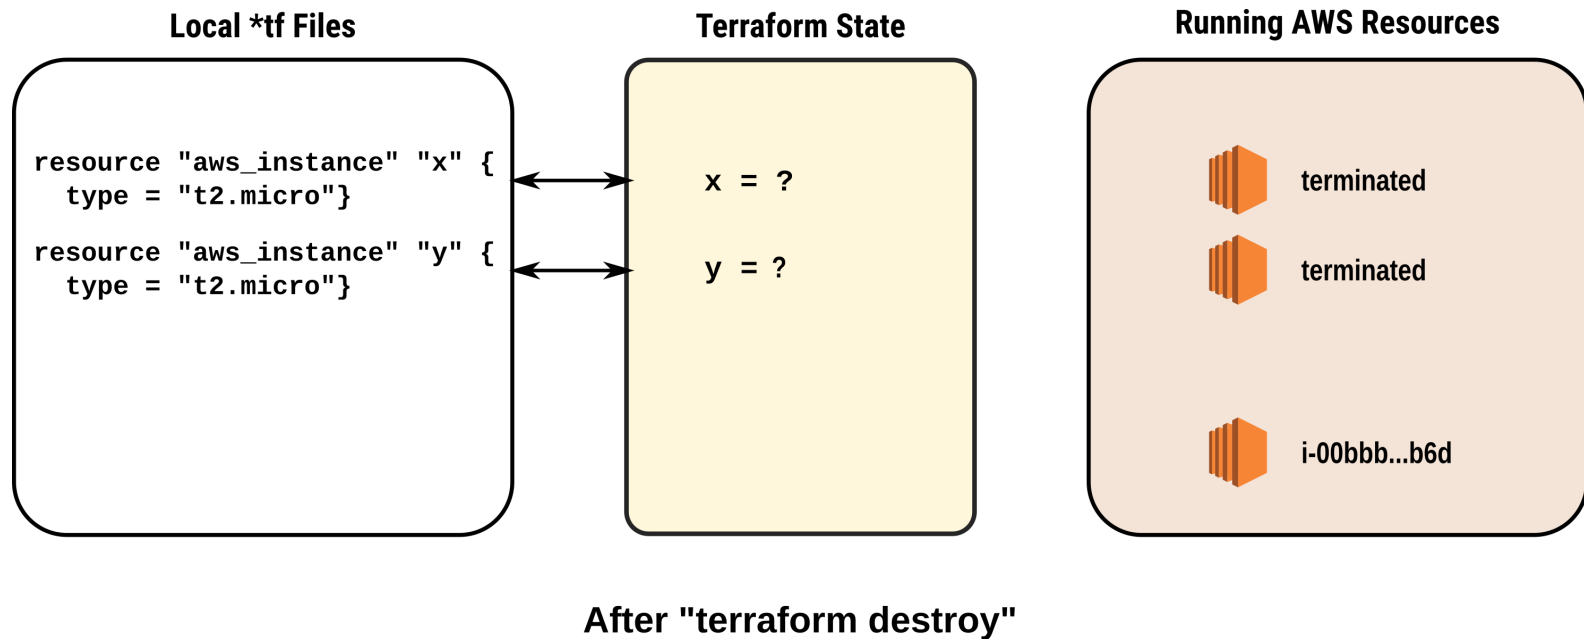 Local *tf Files
resource "aws_instance" "x" {
type = "t2.micro"}
resource "aws_instance" "y" {
type = "t2.micro"}
Terraform State
x = ?
y = ?
Running AWS Resources
terminated
terminated
i-00bbb...b6d
After "terraform destroy"